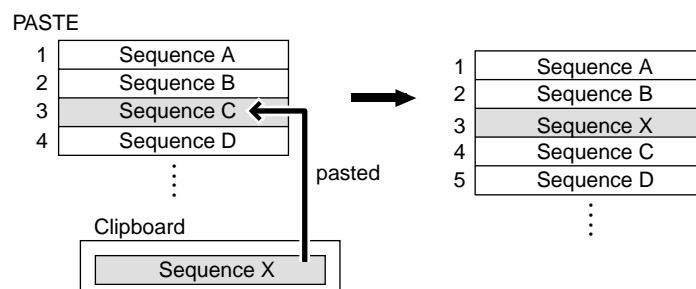 PASTE
1 Sequence A
2 Sequence B
3 Sequence C
4 Sequence D
pasted
Clipboard
Sequence X
1 Sequence A
2 Sequence B
3 Sequence X
4 Sequence C
5 Sequence D